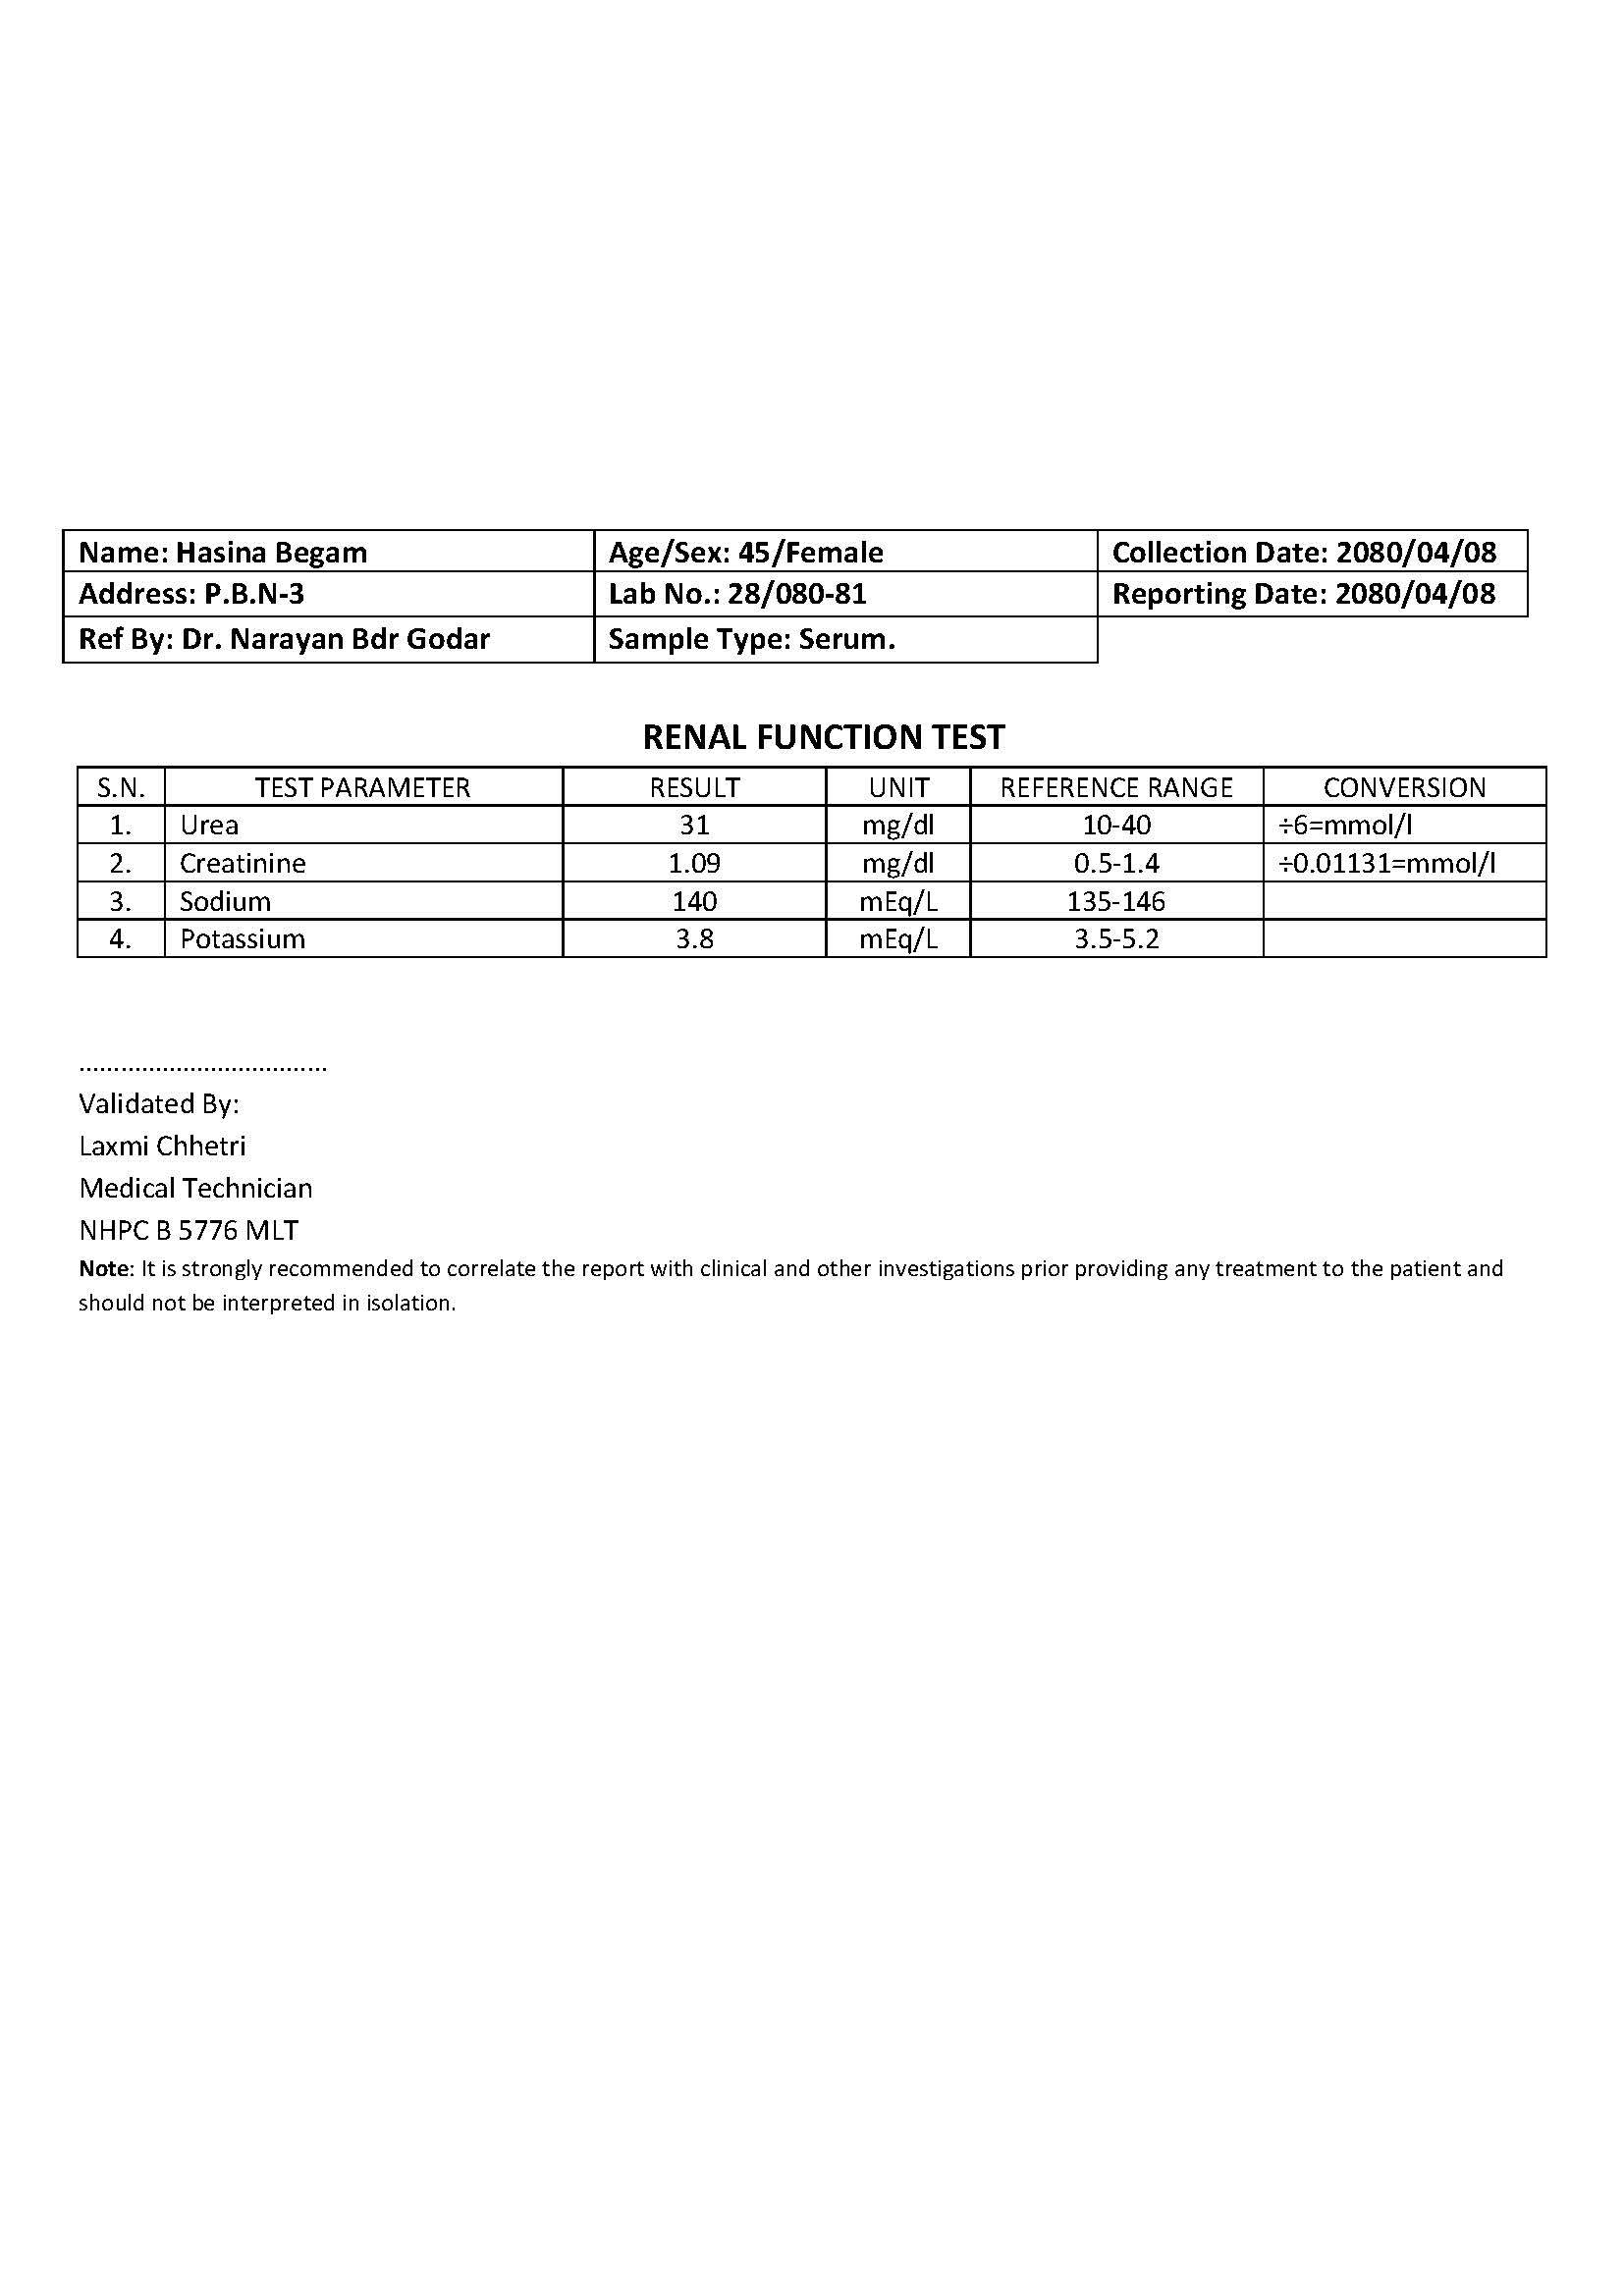 Name: Hasina Begam Age/Sex: 45/Female Collection Date: 2080/04/08
Address: P.B.N-3 Lab No.: 28/080-81 Reporting Date: 2080/04/08
Ref By: Dr. Narayan Bdr Godar Sample Type: Serum.
RENAL FUNCTION TEST
S.N. TEST PARAMETER RESULT UNIT REFERENCE RANGE CONVERSION
1. Urea 31 mg/dl 10-40 ÷6=mmol/l
2. Creatinine 1.09 mg/dl 0.5-1.4 ÷0.01131=mmol/l
3. Sodium 140 mEq/L 135-146
4. Potassium 3.8 mEq/L 3.5-5.2
....................................
Validated By:
Laxmi Chhetri
Medical Technician
NHPC B 5776 MLT
Note: It is strongly recommended to correlate the report with clinical and other investigations prior providing any treatment to the patient and
should not be interpreted in isolation.